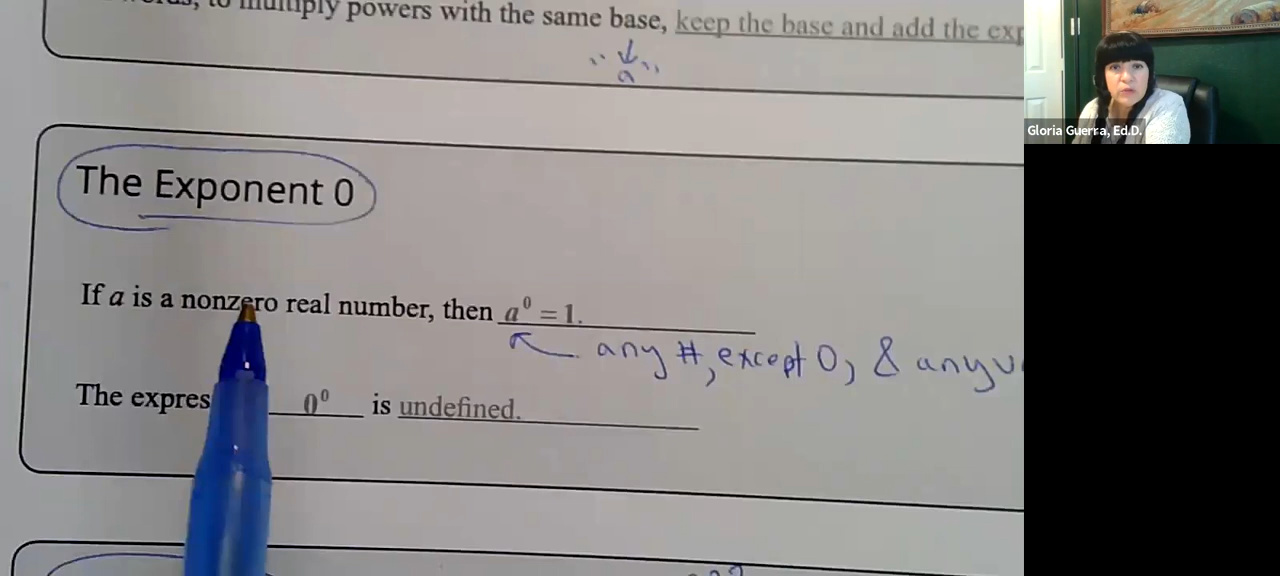 to multiply powers with the same base, keep the base and add the
a
The Exponent 0
If a is a nonzero real number, then a⁰ = 1.
any #, except 0, & any
The expres 0⁰ is undefined.
Gloria Guerra, Ed.D.